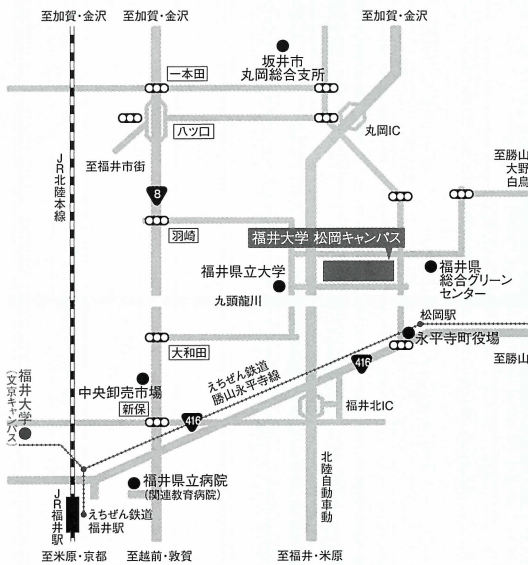 至加賀・金沢
至加賀・金沢
至加賀・金沢
坂井市
丸岡総合支所
一本田
八ツ口
丸岡IC
至福井市街
JR北陸本線
至勝山
大野
白鳥
8
羽崎
福井大学 松岡キャンパス
福井県立大学
福井県
総合グリーン
センター
九頭龍川
松岡駅
永平寺町役場
大和田
416
至勝山
えちぜん鉄道
勝山永平寺線
中央卸売市場
新保
416
福井大学
(文京キャンパス)
福井北IC
北陸自動車動
福井県立病院
(関連教育病院)
JR福井駅
えちぜん鉄道
福井駅
至米原・京都
至越前・敦賀
至福井・米原